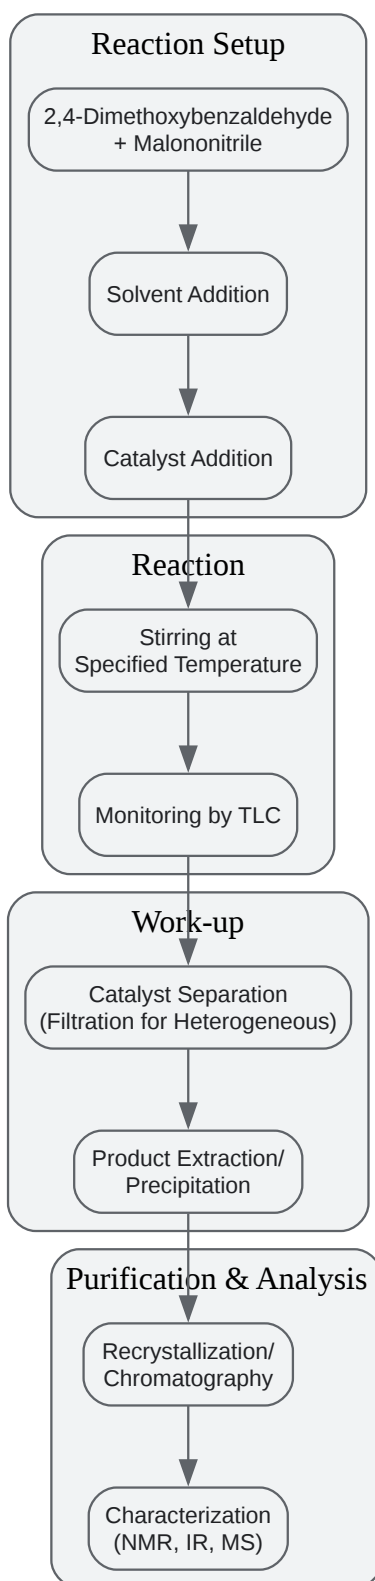 Reaction Setup
2,4-Dimethoxybenzaldehyde
+ Malononitrile
Solvent Addition
Catalyst Addition
Reaction
Stirring at
Specified Temperature
Monitoring by TLC
Work-up
Catalyst Separation
(Filtration for Heterogeneous)
Product Extraction/
Precipitation
Purification & Analysis
Recrystallization/
Chromatography
Characterization
(NMR, IR, MS)